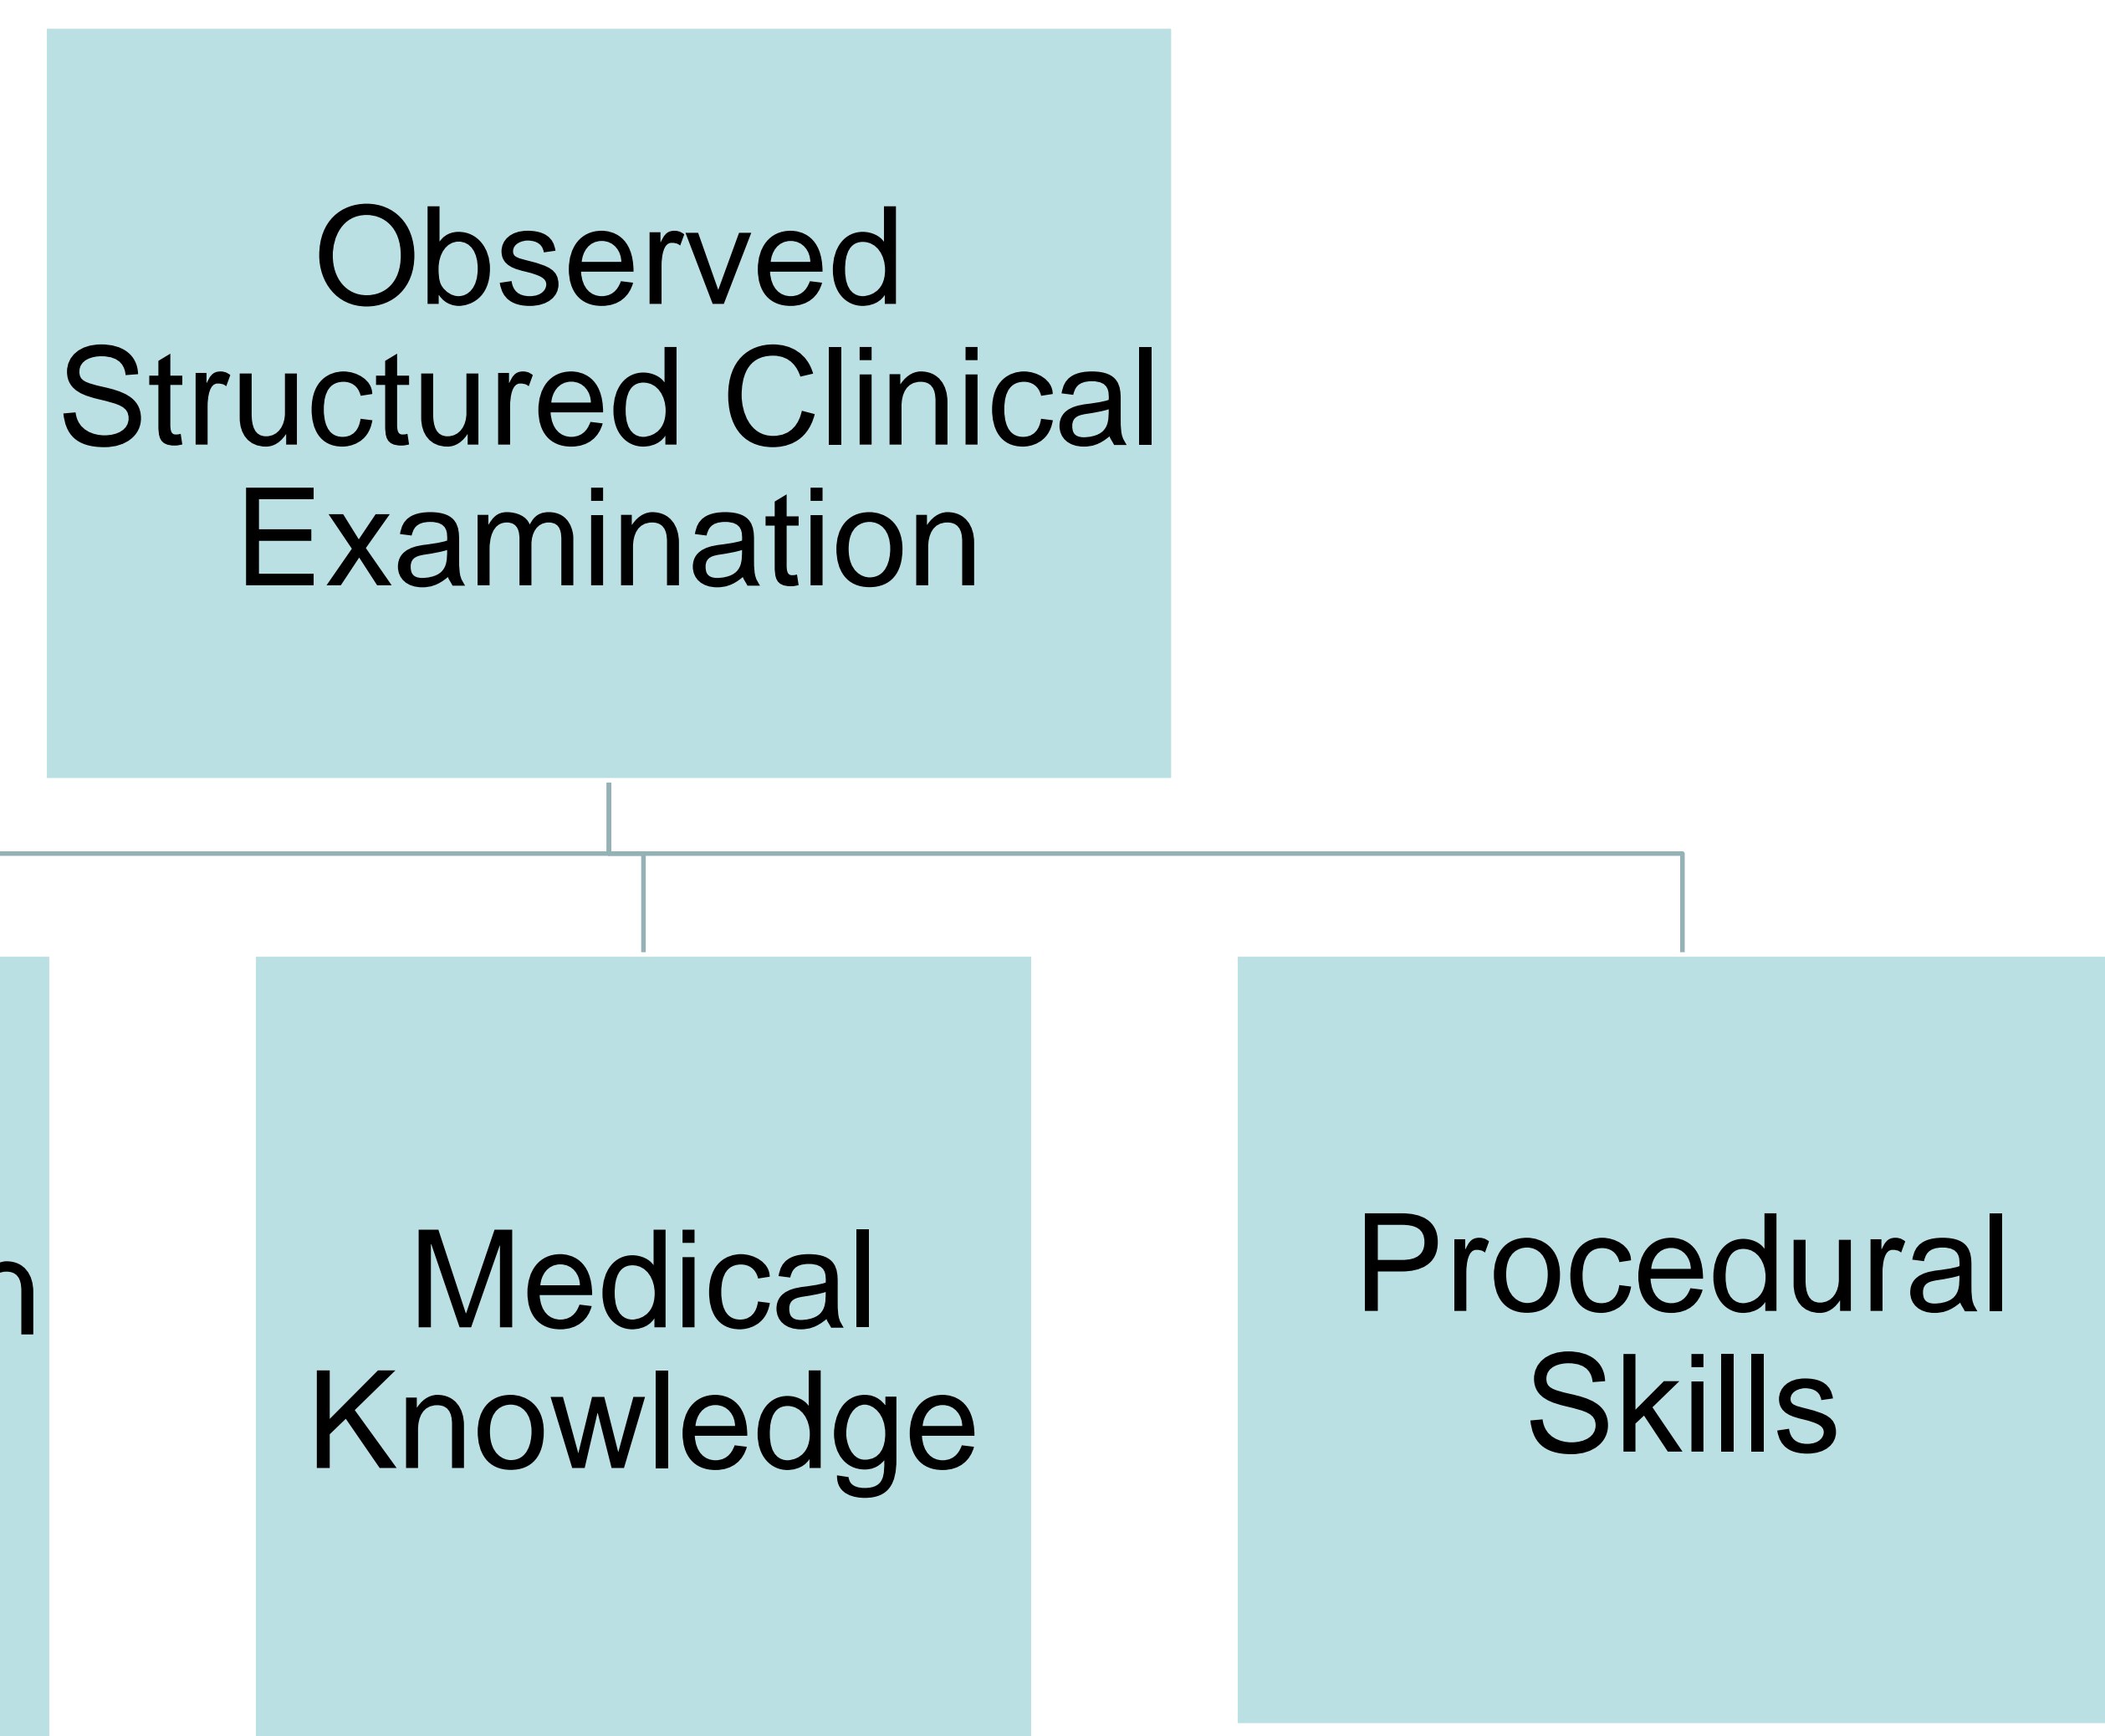 Observed
Structured Clinical
Examination
Medical
Knowledge
Procedural
Skills